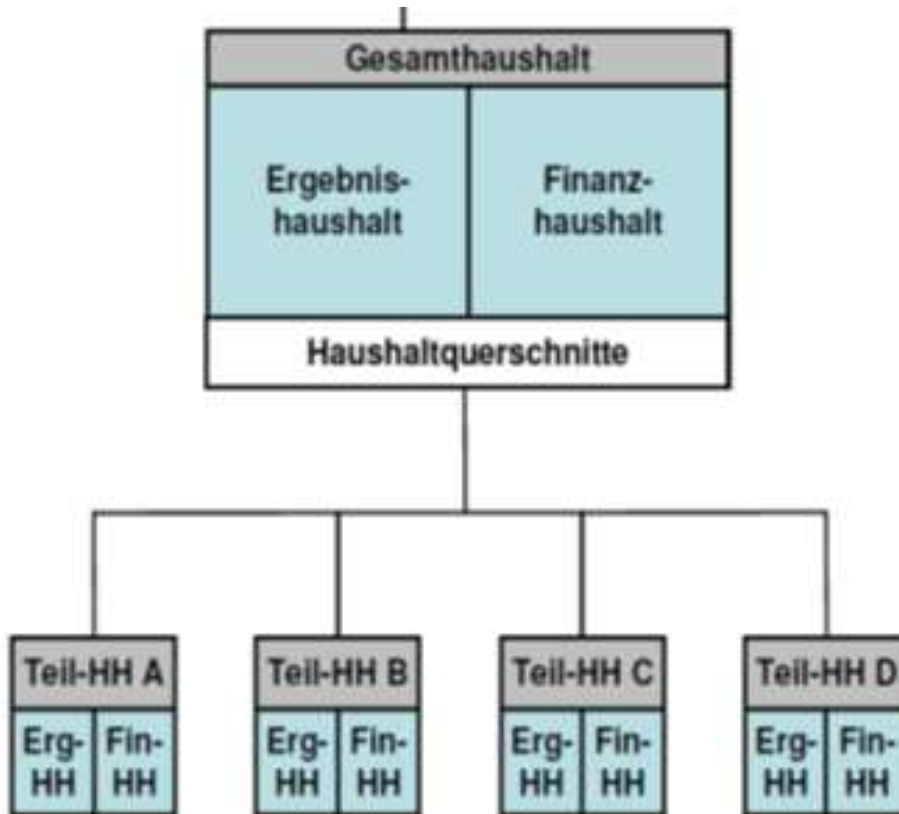 Gesamthaushalt
Ergebnis-
haushalt
Finanz-
haushalt
Haushaltquerschnitte
Teil-HH A
Erg-
HH
Fin-
HH
Teil-HH B
Erg-
HH
Fin-
HH
Teil-HH C
Erg-
HH
Fin-
HH
Teil-HH D
Erg-
HH
Fin-
HH